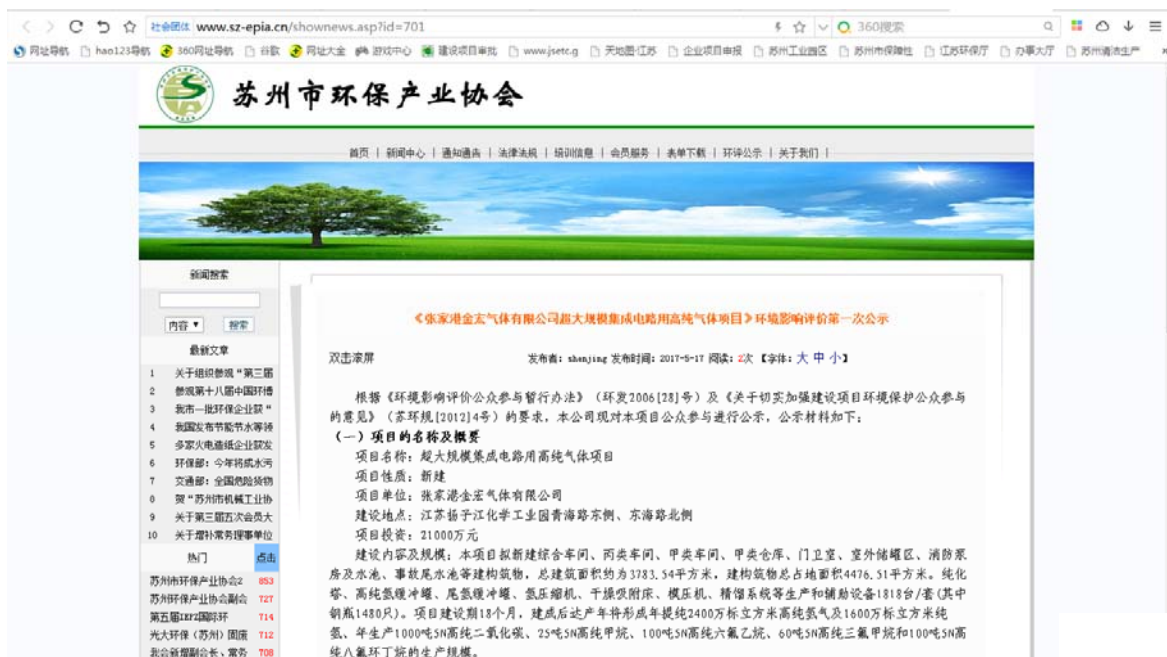 社会团体 www.sz-epia.cn/shownews.asp?id=701
360搜索
网址导航 hao123导航 360网址导航 谷歌 网址大全 游戏中心 建设项目审批 www.jsetc.g 天地图·江苏 企业项目申报 苏州工业园区 苏州市保障性 江苏环保厅 办事大厅 苏州清洁生产
苏州市环保产业协会
首页 | 新闻中心 | 通知通告 | 法律法规 | 培训信息 | 会员服务 | 表单下载 | 环评公示 | 关于我们 |
新闻搜索
内容 搜索
最新文章
1 关于组织参观“第三届
2 参观第十八届中国环博
3 我市一批环保企业获“
4 我国发布节能节水等领
5 多家火电造纸企业获发
6 环保部：今年将成水污
7 交通部：全国危险货物
8 贺“苏州市机械工业协
9 关于第三届五次会员大
10 关于增补常务理事单位
热门 点击
苏州市环保产业协会2 853
苏州环保产业协会副会 727
第五届IEPZ国际环 714
光大环保（苏州）固废 712
我会新增副会长、常务 708
《张家港金宏气体有限公司超大规模集成电路用高纯气体项目》环境影响评价第一次公示
双击滚屏 发布者：shenjing 发布时间：2017-5-17 阅读：2次 【字体：大 中 小】
根据《环境影响评价公众参与暂行办法》（环发2006[28]号）及《关于切实加强建设项目环境保护公众参与
的意见》（苏环规[2012]4号）的要求，本公司现对本项目公众参与进行公示，公示材料如下：
（一）项目的名称及概要
项目名称：超大规模集成电路用高纯气体项目
项目性质：新建
项目单位：张家港金宏气体有限公司
建设地点：江苏扬子江化学工业园青海路东侧、东海路北侧
项目投资：21000万元
建设内容及规模：本项目拟新建综合车间、丙类车间、甲类车间、甲类仓库、门卫室、室外储罐区、消防泵
房及水池、事故尾水池等建构筑物，总建筑面积约为3783.54平方米，建构筑物总占地面积4476.51平方米。纯化
塔、高纯氢缓冲罐、尾氢缓冲罐、氢压缩机、干燥吸附床、模压机、精馏系统等生产和辅助设备1818台/套(其中
钢瓶1480只)。项目建设期18个月，建成后达产年将形成年提纯2400万标立方米高纯氢气及1600万标立方米纯
氢、年生产1000吨5N高纯二氧化碳、25吨5N高纯甲烷、100吨5N高纯六氟乙烷、60吨5N高纯三氟甲烷和100吨5N高
纯八氟环丁烷的生产规模。